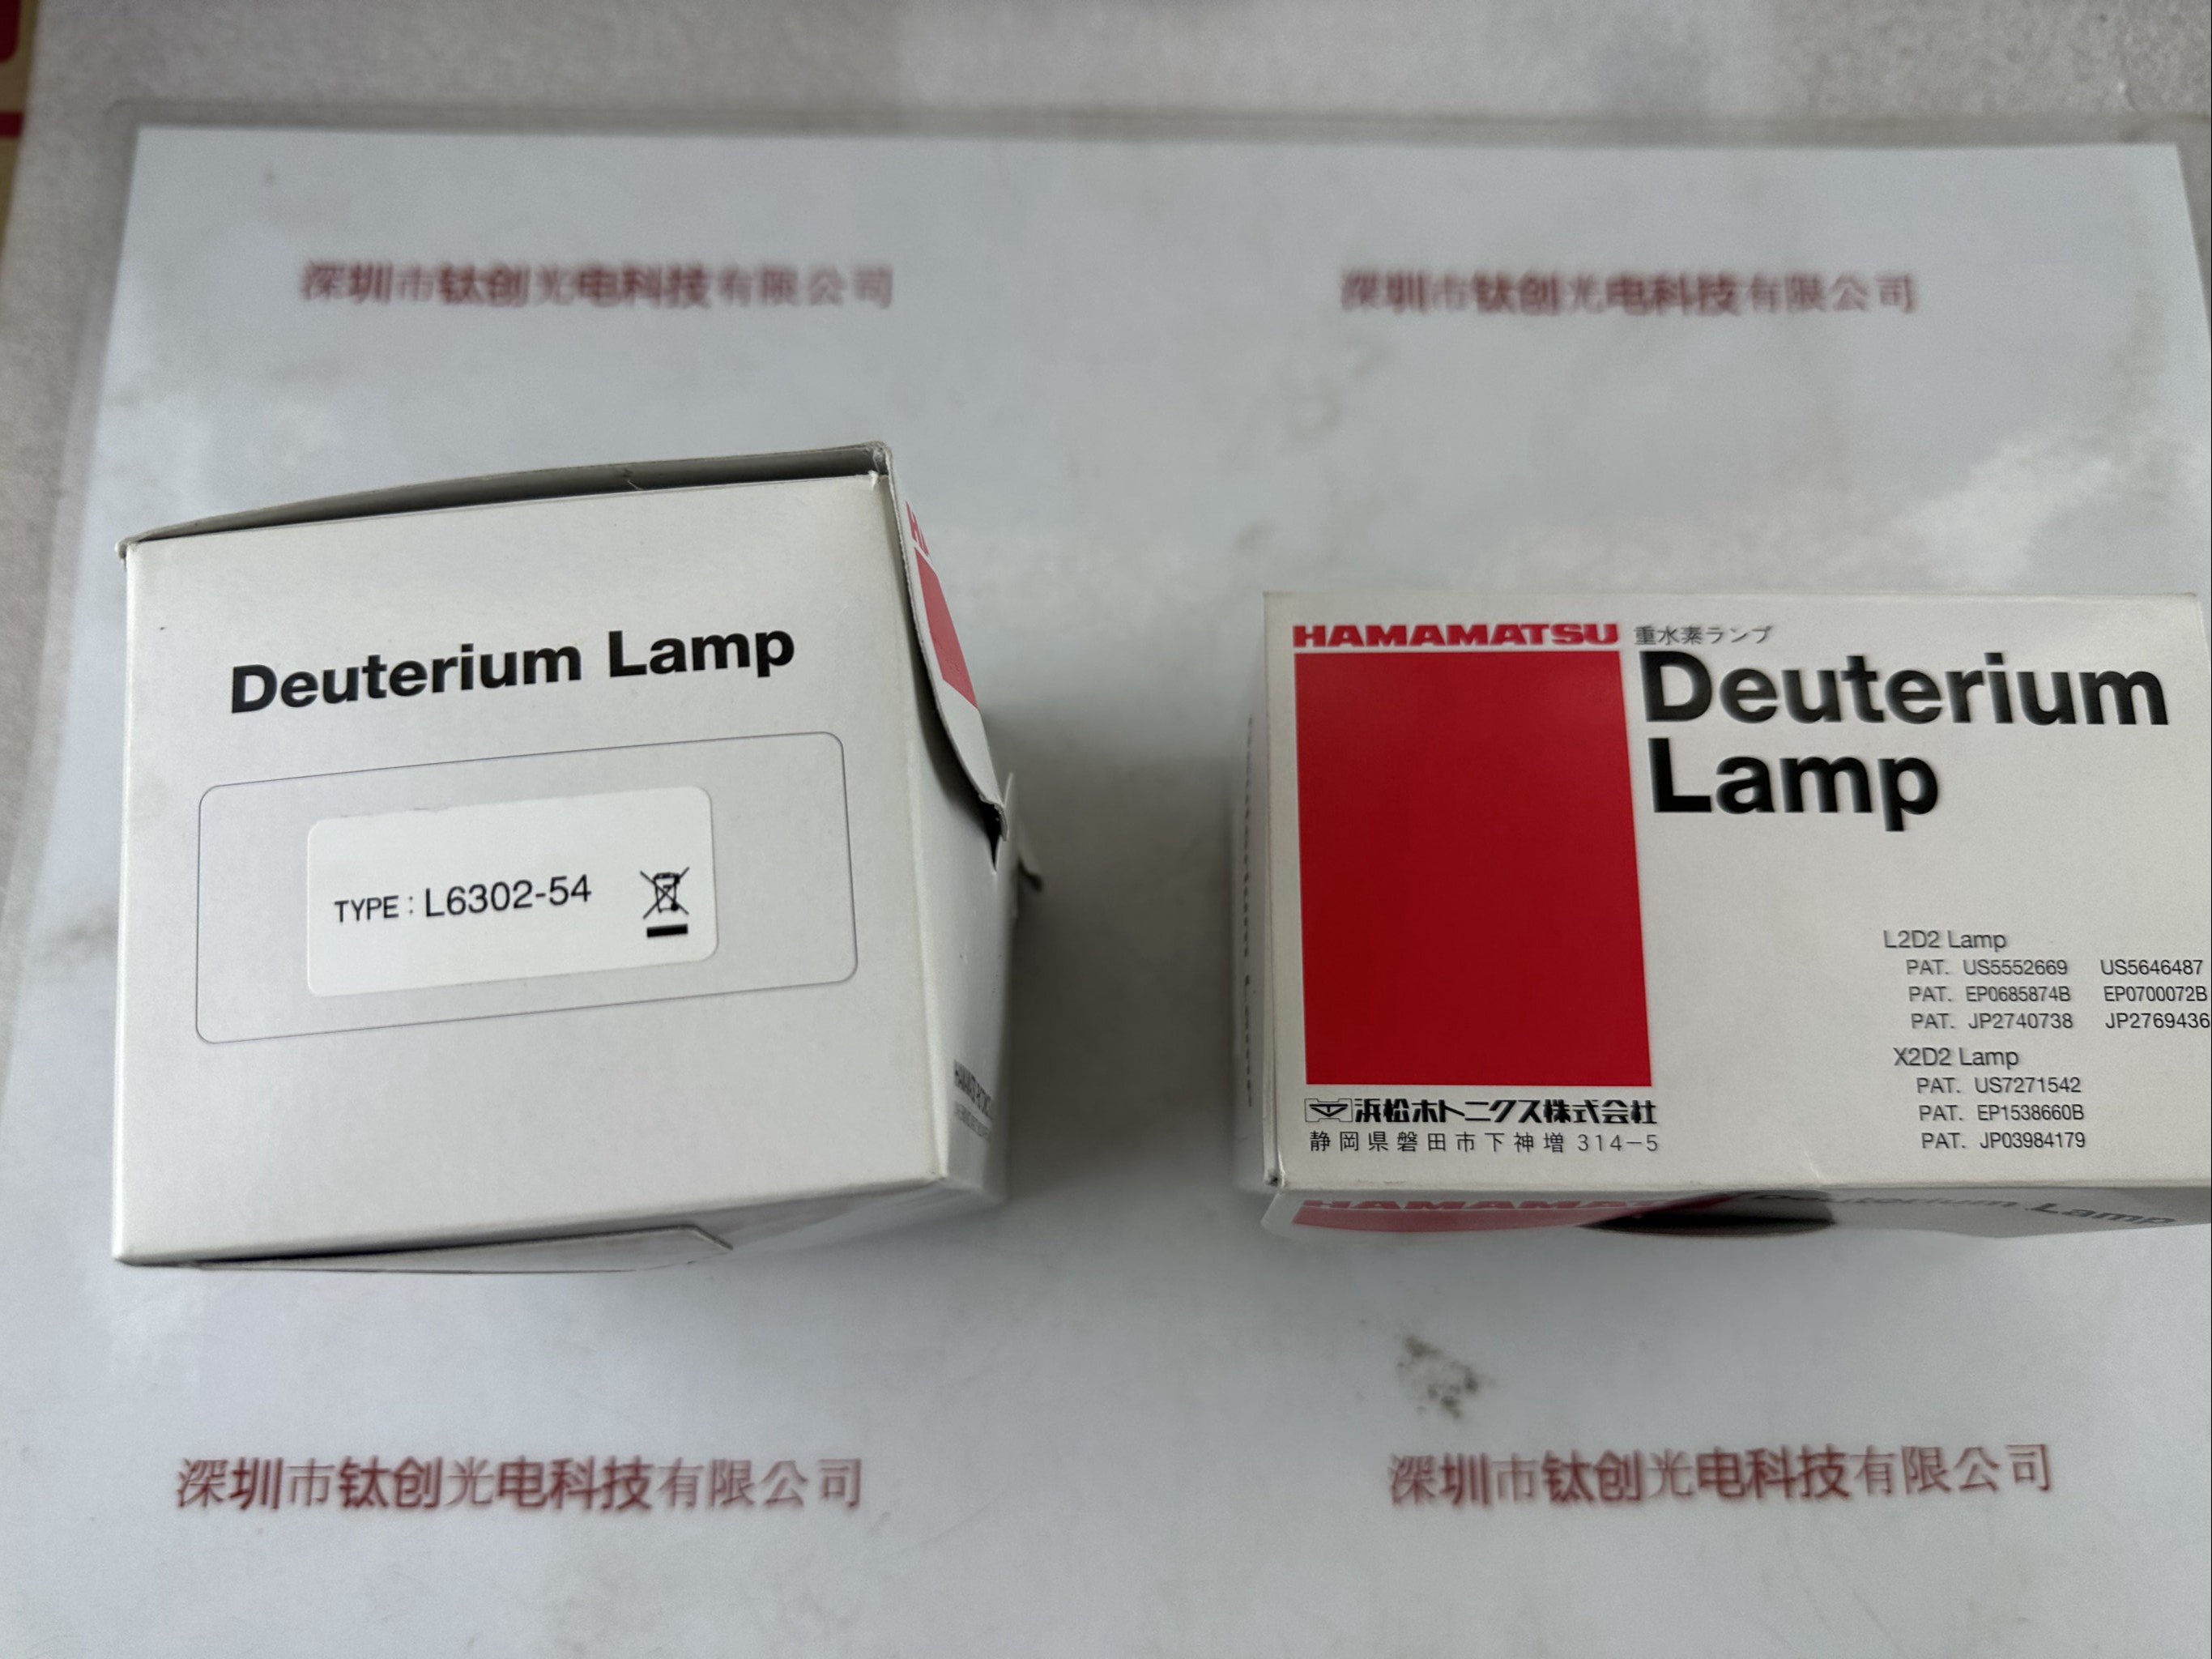 深圳市钛创光电科技有限公司
深圳市钛创光电科技有限公司
Deuterium Lamp
TYPE : L6302-54
HAMAMATSU 重水素ランプ
Deuterium
Lamp
L2D2 Lamp
PAT. US5552669 US5646487
PAT. EP0685874B EP0700072B
PAT. JP2740738 JP2769436
X2D2 Lamp
PAT. US7271542
PAT. EP1538660B
PAT. JP03984179
浜松ホトニクス株式会社
静岡県磐田市下神増 314-5
HAMAMATSU
Deuterium Lamp
Deuterium Lamp
深圳市钛创光电科技有限公司
深圳市钛创光电科技有限公司